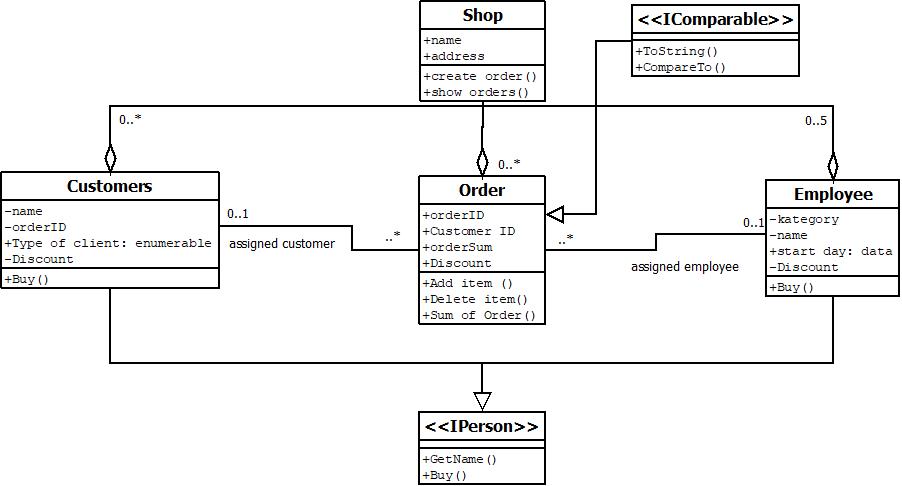 Shop
+name
+address
+create order()
+show orders()
<<IComparable>>
+ToString()
+CompareTo()
0..*
0..*
0..5
Customers
-name
-orderID
+Type of client: enumerable
-Discount
+Buy()
0..1
assigned customer
..*
Order
+orderID
+Customer ID
+orderSum
+Discount
+Add item ()
+Delete item()
+Sum of Order()
..*
assigned employee
0..1
Employee
-kategory
-name
+start day: data
-Discount
+Buy()
<<IPerson>>
+GetName()
+Buy()